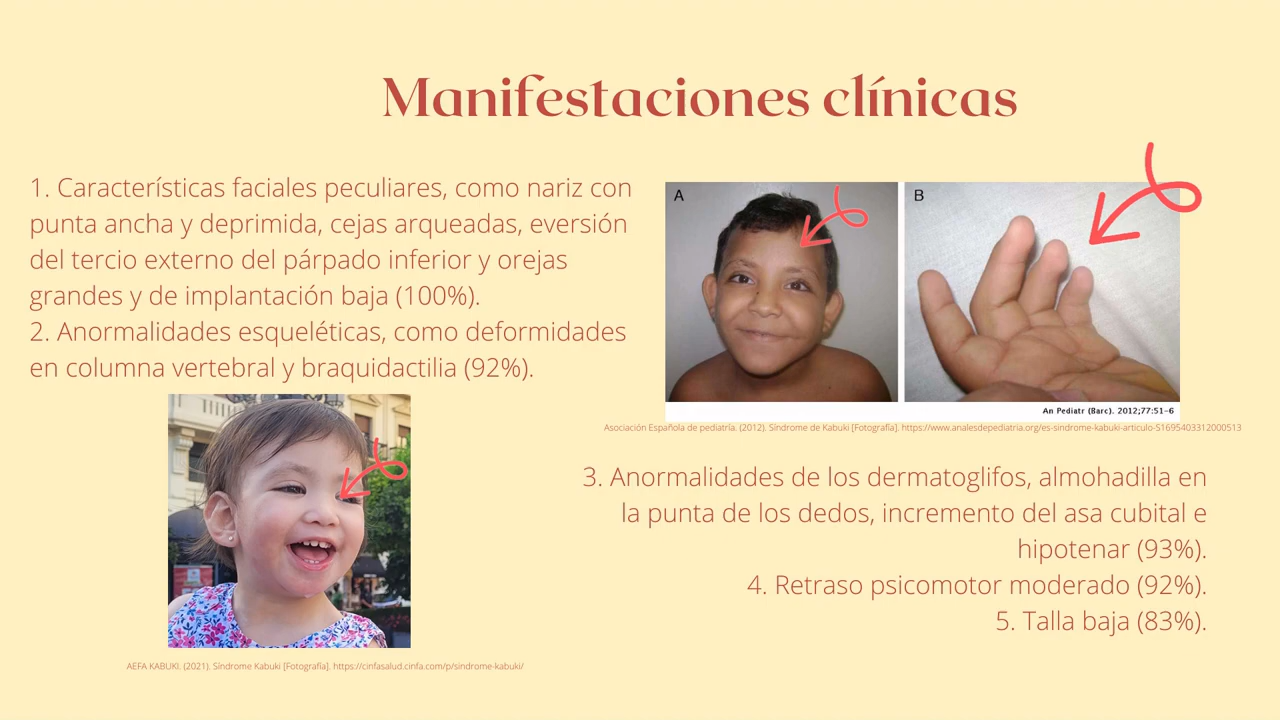 Manifestaciones clínicas
1. Características faciales peculiares, como nariz con
punta ancha y deprimida, cejas arqueadas, eversión
del tercio externo del párpado inferior y orejas
grandes y de implantación baja (100%).
2. Anormalidades esqueléticas, como deformidades
en columna vertebral y braquidactilia (92%).
A
B
An Pediatr (Barc). 2012;77:51-6
Asociación Española de pediatría. (2012). Síndrome de Kabuki [Fotografía]. https://www.analesdepediatria.org/es-sindrome-kabuki-articulo-S1695403312000513
3. Anormalidades de los dermatoglifos, almohadilla en
la punta de los dedos, incremento del asa cubital e
hipotenar (93%).
4. Retraso psicomotor moderado (92%).
5. Talla baja (83%).
AEFA KABUKI. (2021). Síndrome Kabuki [Fotografía]. https://cinfasalud.cinfa.com/p/sindrome-kabuki/